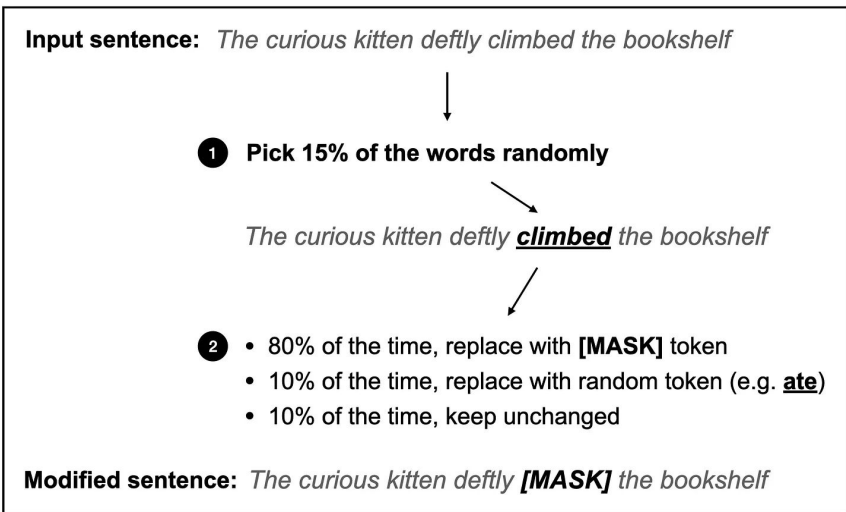 Input sentence: The curious kitten deftly climbed the bookshelf
1 Pick 15% of the words randomly
The curious kitten deftly climbed the bookshelf
2 • 80% of the time, replace with [MASK] token
• 10% of the time, replace with random token (e.g. ate)
• 10% of the time, keep unchanged
Modified sentence: The curious kitten deftly [MASK] the bookshelf